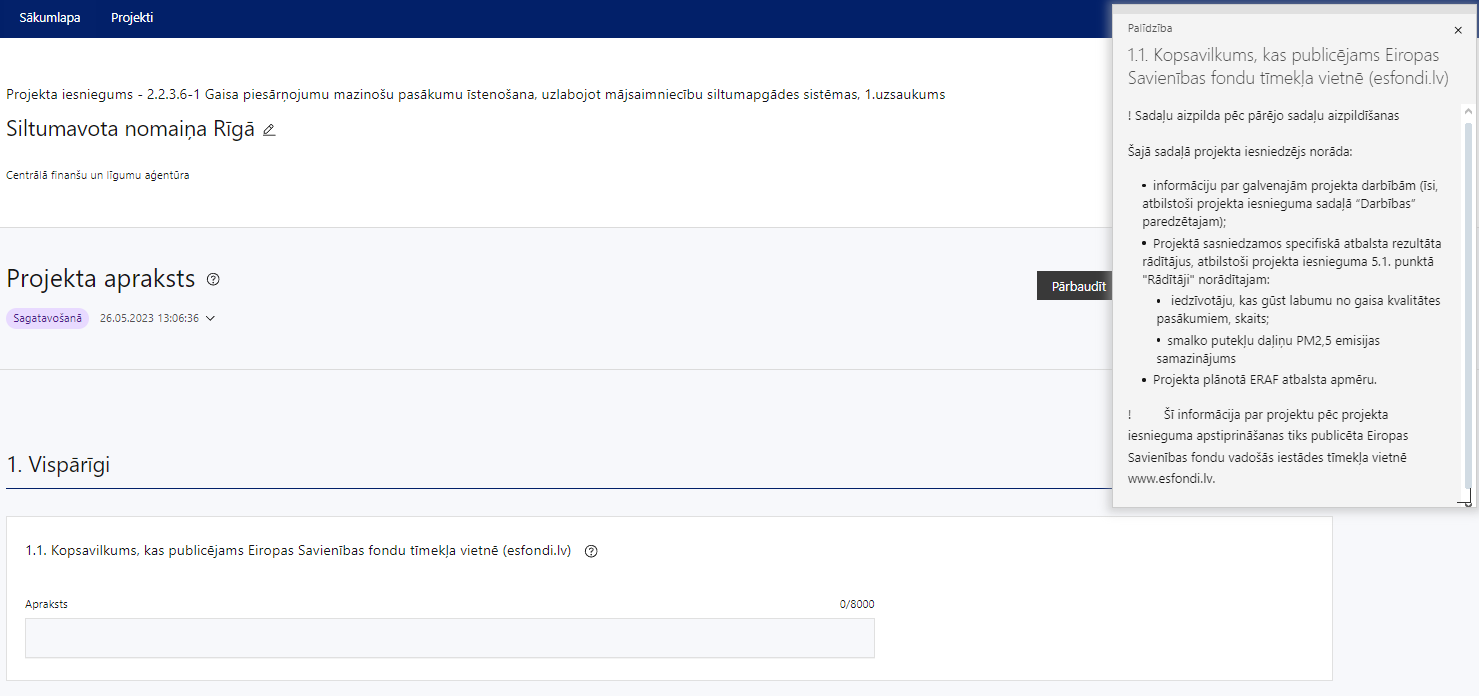 Sākumlapa Projekti
Projekta iesniegums - 2.2.3.6-1 Gaisa piesārņojumu mazinošu pasākumu īstenošana, uzlabojot mājsaimniecību siltumapgādes sistēmas, 1.uzsaukums
Siltumavota nomaiņa Rīgā
Centrālā finanšu un līgumu aģentūra
Projekta apraksts
Pārbaudīt
Sagatavošanā 26.05.2023 13:06:36
1. Vispārīgi
1.1. Kopsavilkums, kas publicējams Eiropas Savienības fondu tīmekļa vietnē (esfondi.lv)
Apraksts 0/8000
Palīdzība
1.1. Kopsavilkums, kas publicējams Eiropas
Savienības fondu tīmekļa vietnē (esfondi.lv)
! Sadaļu aizpilda pēc pārējo sadaļu aizpildīšanas
Šajā sadaļā projekta iesniedzējs norāda:
• informāciju par galvenajām projekta darbībām (īsi,
atbilstoši projekta iesnieguma sadaļā “Darbības”
paredzētajam);
• Projektā sasniedzamos specifiskā atbalsta rezultāta
rādītājus, atbilstoši projekta iesnieguma 5.1. punktā
"Rādītāji" norādītajam:
• iedzīvotāju, kas gūst labumu no gaisa kvalitātes
pasākumiem, skaits;
• smalko putekļu daļiņu PM2,5 emisijas
samazinājums
• Projekta plānotā ERAF atbalsta apmēru.
! Šī informācija par projektu pēc projekta
iesnieguma apstiprināšanas tiks publicēta Eiropas
Savienības fondu vadošās iestādes tīmekļa vietnē
www.esfondi.lv.